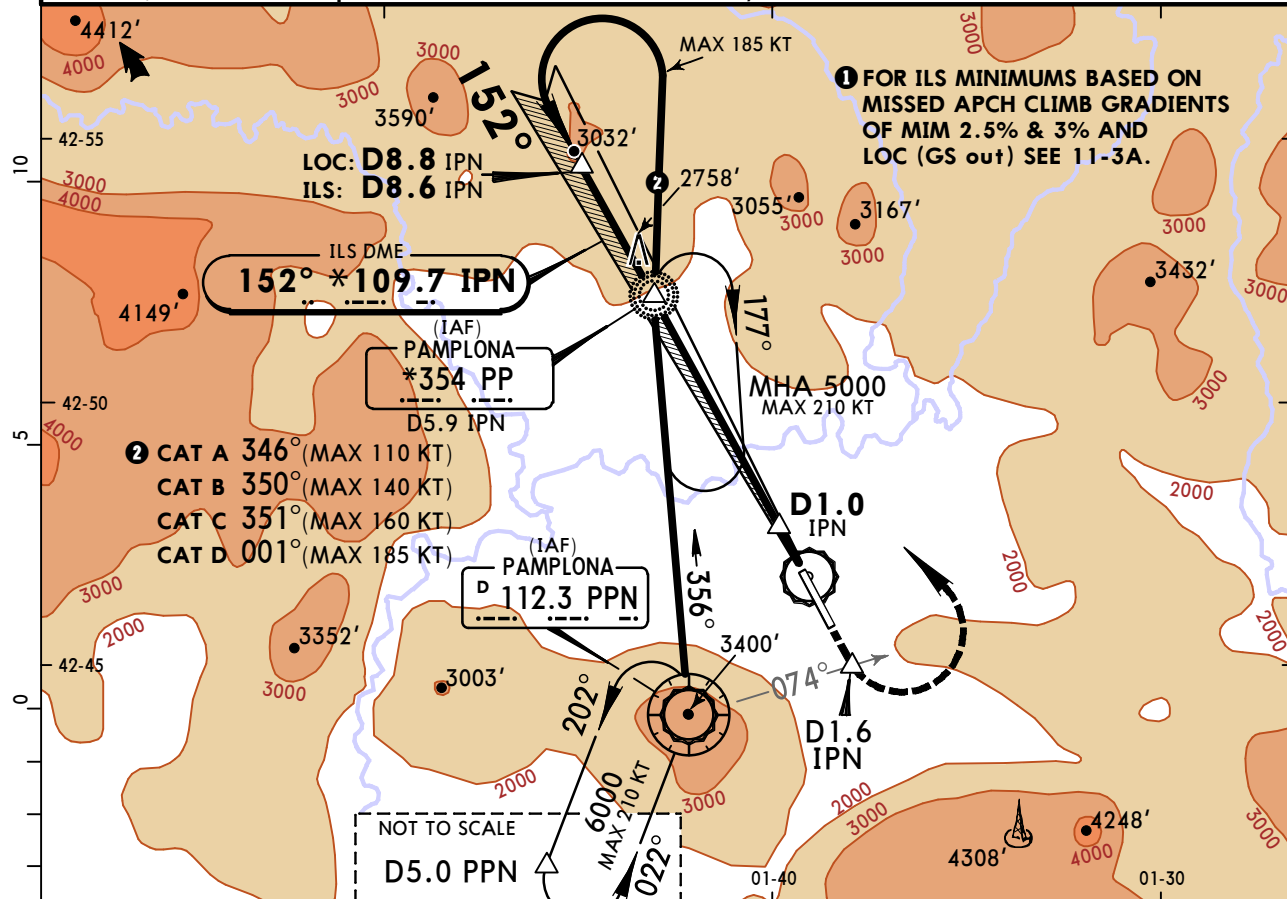 4412'
4000
3000
3000
3590'
MAX 185 KT
3000
❶ FOR ILS MINIMUMS BASED ON
MISSED APCH CLIMB GRADIENTS
OF MIM 2.5% & 3% AND
LOC (GS out) SEE 11-3A.
152°
42-55
10
3032'
LOC: D8.8 IPN
ILS: D8.6 IPN
3000
4000
❷
2758'
3055'
3000
3167'
3000
3000
3432'
3000
3000
ILS DME
152° *109.7 IPN
4149'
(IAF)
PAMPLONA
*354 PP
D5.9 IPN
177°
MHA 5000
MAX 210 KT
42-50
5
4000
❷ CAT A 346° (MAX 110 KT)
CAT B 350° (MAX 140 KT)
CAT C 351° (MAX 160 KT)
CAT D 001° (MAX 185 KT)
D1.0
IPN
2000
2000
2000
(IAF)
PAMPLONA
D 112.3 PPN
356°
3000
2000
3352'
3000
42-45
0
3003'
3400'
074°
202°
D1.6
IPN
2000
3000
6000
MAX 210 KT
022°
NOT TO SCALE
D5.0 PPN
2000
3000
4308'
4248'
4000
3000
01-40
01-30